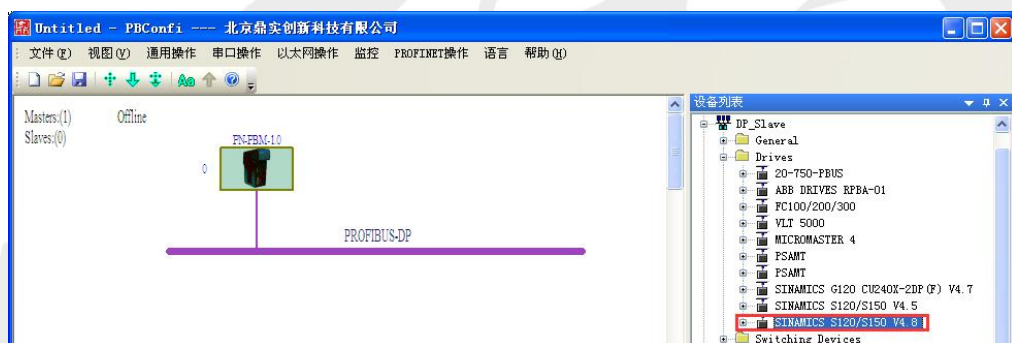 Untitled - PBConfi --- 北京鼎实创新科技有限公司
文件(F) 视图(V) 通用操作 串口操作 以太网操作 监控 PROFINET操作 语言 帮助(H)
Aa
Masters:(1) Offline
Slaves:(0)
PN-PBM-1.0
0
PROFIBUS-DP
设备列表
DP_Slave
General
Drives
20-750-PBUS
ABB DRIVES RPBA-01
FC100/200/300
VLT 5000
MICROMASTER 4
PSAMT
PSAMT
SINAMICS G120 CU240X-2DP(F) V4.7
SINAMICS S120/S150 V4.5
SINAMICS S120/S150 V4.8
Switching Devices